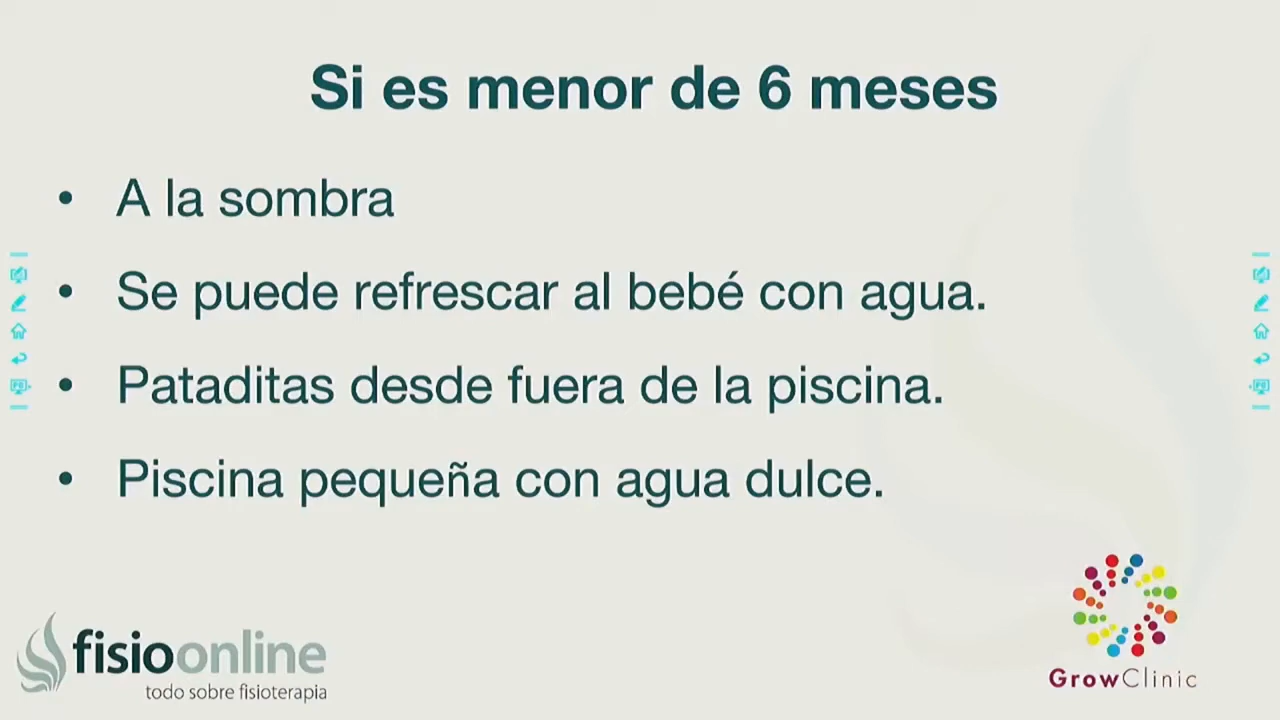 Si es menor de 6 meses
• A la sombra
• Se puede refrescar al bebé con agua.
• Pataditas desde fuera de la piscina.
• Piscina pequeña con agua dulce.
fisioonline
todo sobre fisioterapia
GrowClinic